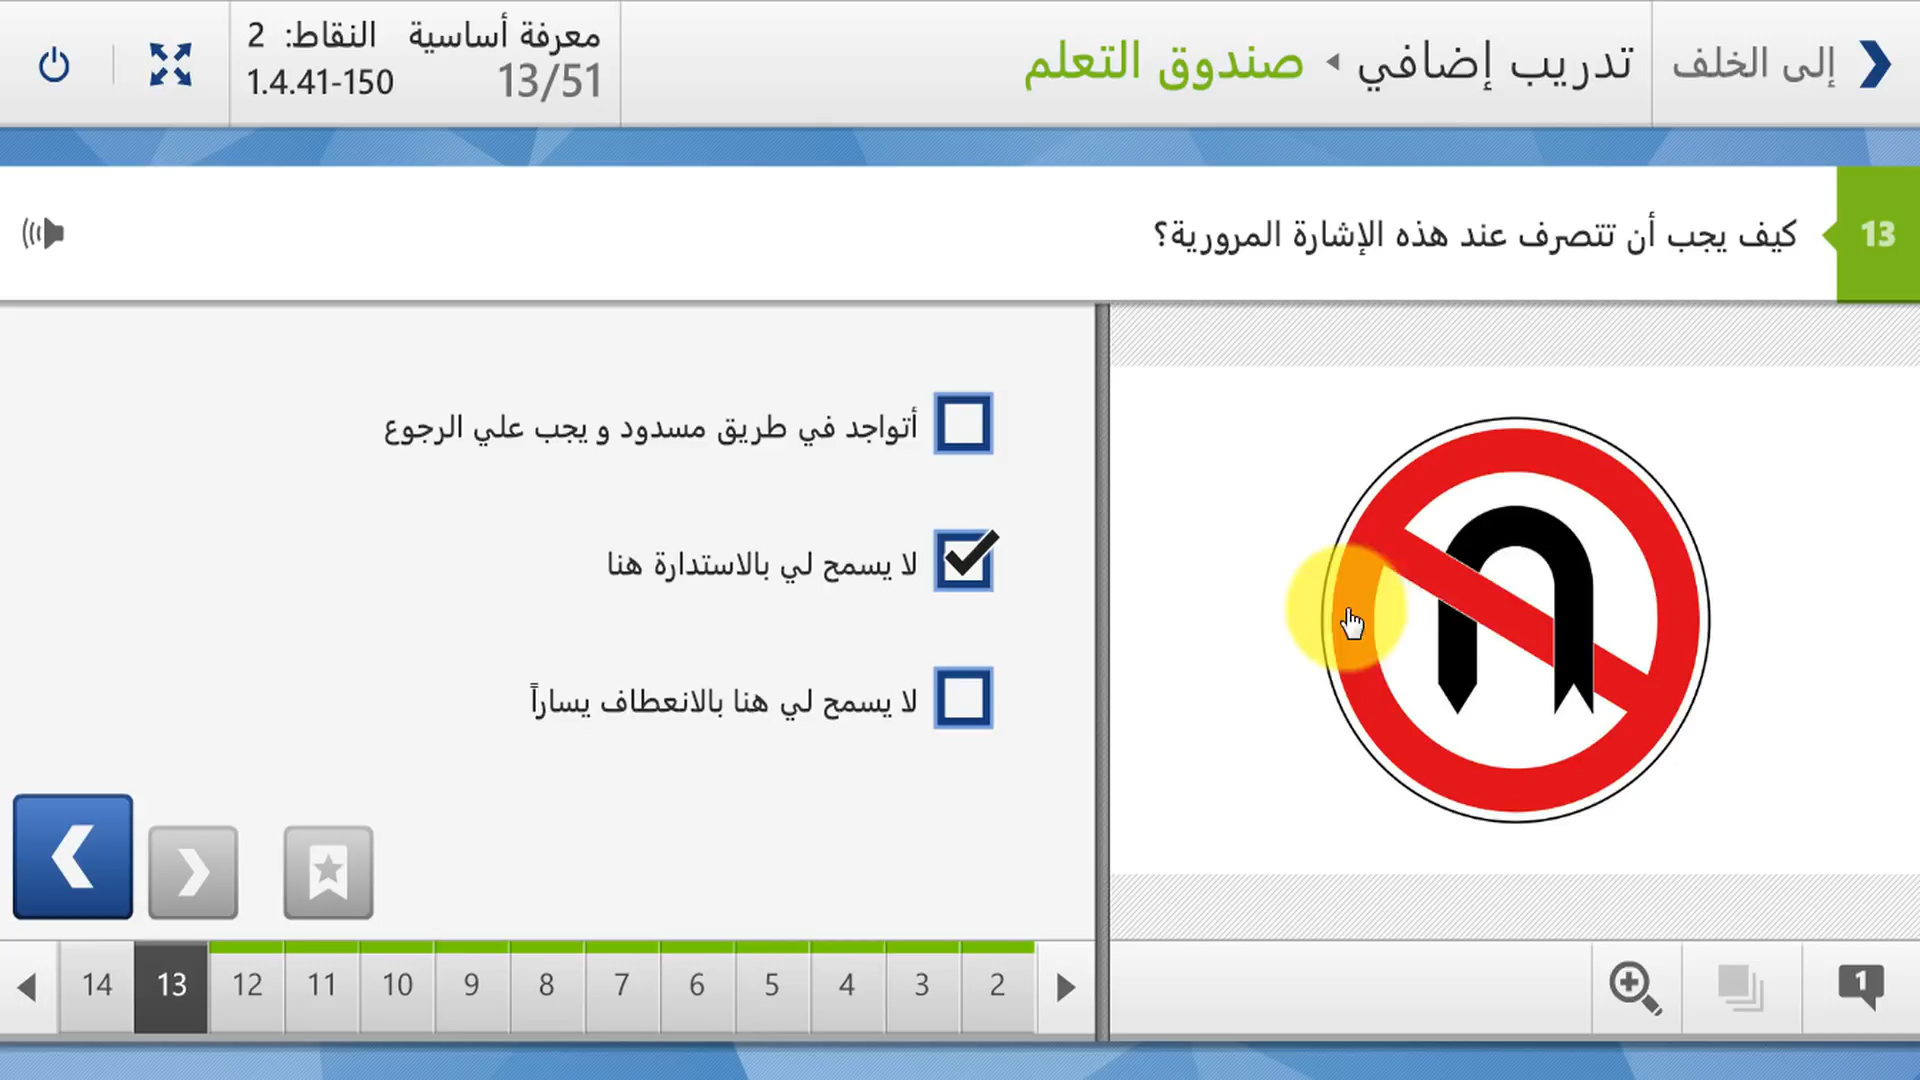 إلى الخلف
تدريب إضافي ◂ صندوق التعلم
معرفة أساسية النقاط: 2
13/51 1.4.41-150
13
كيف يجب أن تتصرف عند هذه الإشارة المرورية؟
أتواجد في طريق مسدود و يجب علي الرجوع
لا يسمح لي بالاستدارة هنا
لا يسمح لي هنا بالانعطاف يساراً
2 3 4 5 6 7 8 9 10 11 12 13 14
1